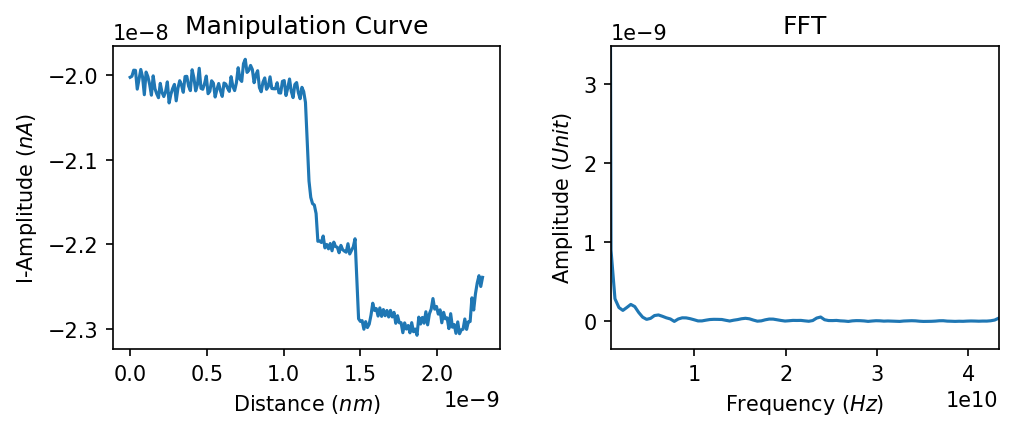 Manipulation Curve
1e−8
−2.0
−2.1
−2.2
−2.3
I-Amplitude (nA)
0.0 0.5 1.0 1.5 2.0
Distance (nm)
1e−9
FFT
1e−9
3
2
1
0
Amplitude (Unit)
1 2 3 4
Frequency (Hz)
1e10